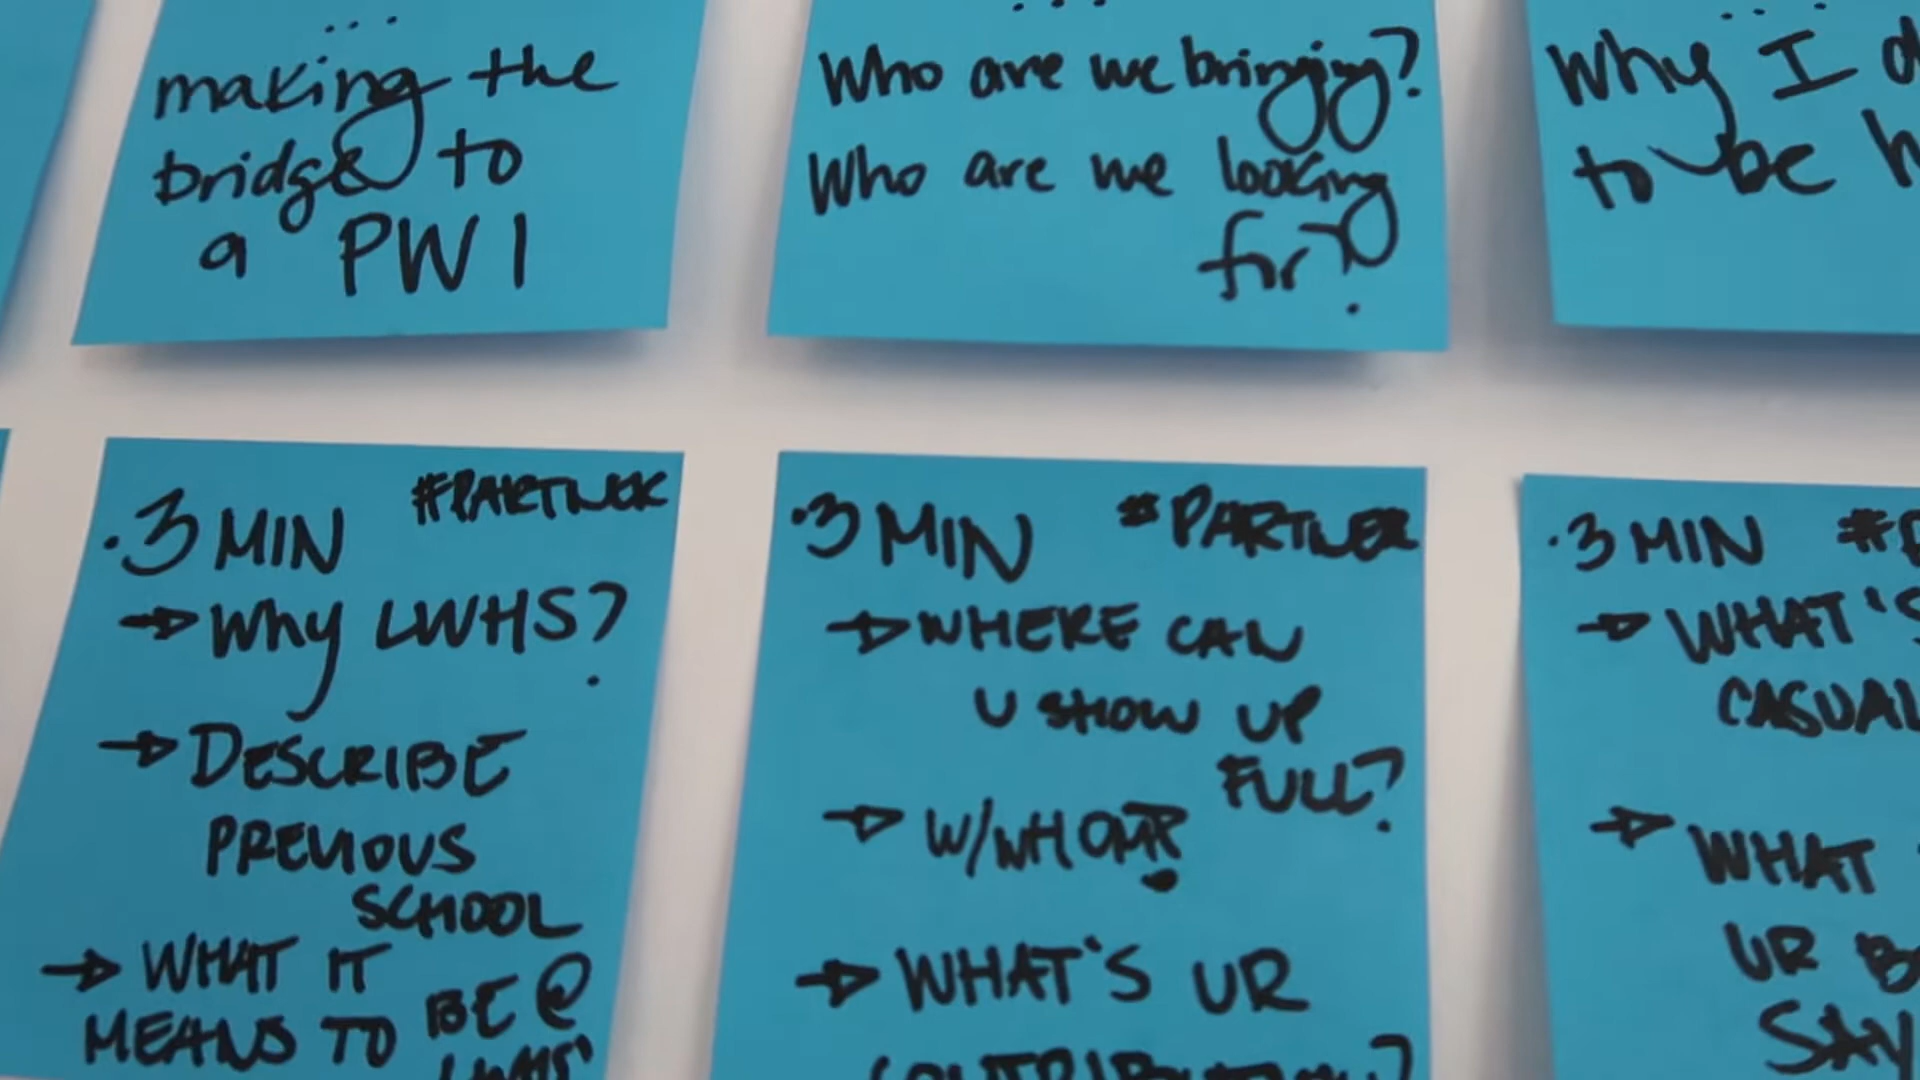 ...
making the
bridge to
a PWI
...
Who are we bringing?
Who are we looking
for?
...
Why I
to be
.3 MIN #PARTNER
→ Why LWHS?
→ DESCRIBE
PREVIOUS
SCHOOL
→ WHAT IT
MEANS TO BE @
LWHS
.3 MIN #PARTNER
→ WHERE CAN
U SHOW UP
FULL?
→ W/WHOM?
→ WHAT'S UR
CONTRIBUTION?
.3 MIN
→ WHAT'S
CASUAL
→ WHAT
UR
SAY